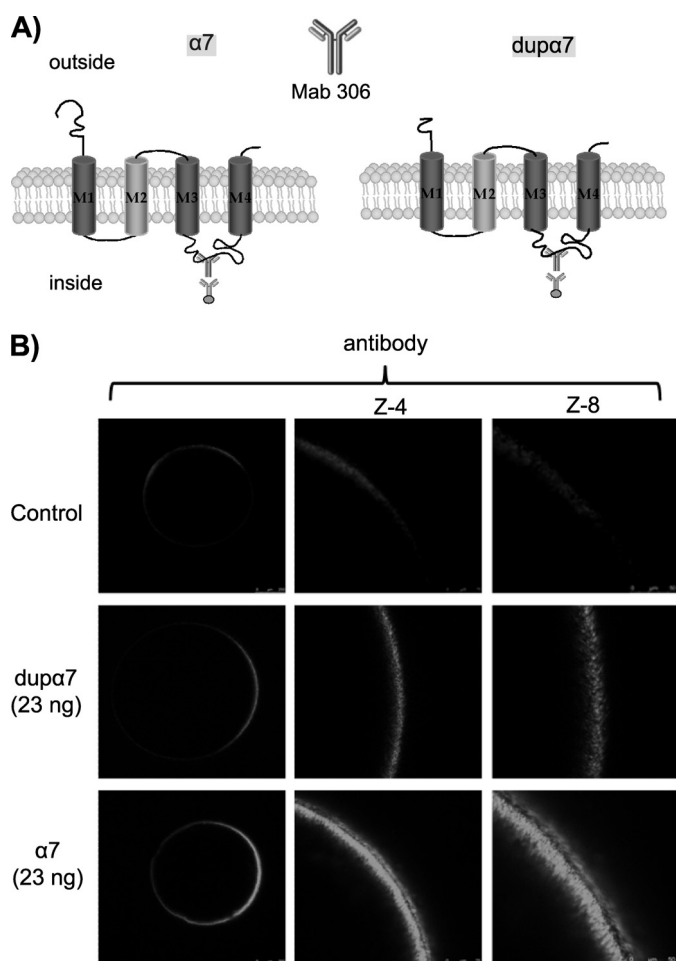 A)
α7
dupα7
outside
Mab 306
M1 M2 M3 M4
M1 M2 M3 M4
inside
B)
antibody
Z-4 Z-8
Control
dupα7
(23 ng)
α7
(23 ng)